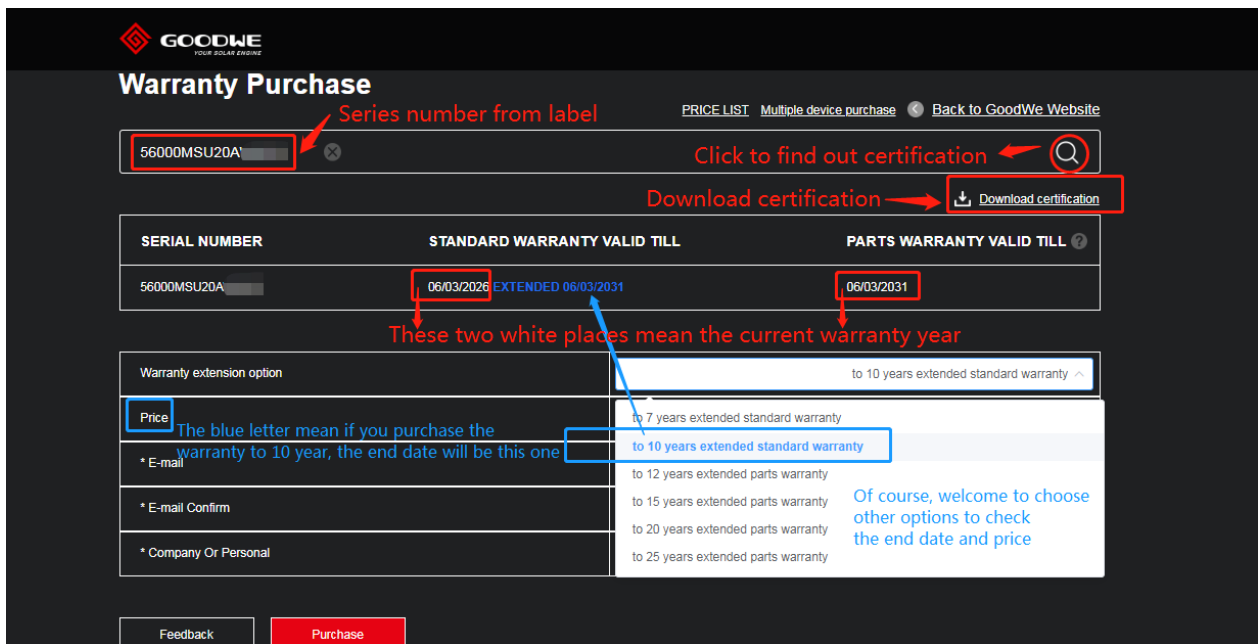 GOODWE
YOUR SOLAR ENGINE
Warranty Purchase
Series number from label
PRICE LIST Multiple device purchase Back to GoodWe Website
56000MSU20A
Click to find out certification
Download certification
Download certification
SERIAL NUMBER STANDARD WARRANTY VALID TILL PARTS WARRANTY VALID TILL ?
56000MSU20A 06/03/2026 EXTENDED 06/03/2031 06/03/2031
These two white places mean the current warranty year
Warranty extension option to 10 years extended standard warranty
Price
The blue letter mean if you purchase the
warranty to 10 year, the end date will be this one
to 7 years extended standard warranty
to 10 years extended standard warranty
to 12 years extended parts warranty
to 15 years extended parts warranty
to 20 years extended parts warranty
to 25 years extended parts warranty
Of course, welcome to choose
other options to check
the end date and price
* E-mail
* E-mail Confirm
* Company Or Personal
Feedback Purchase